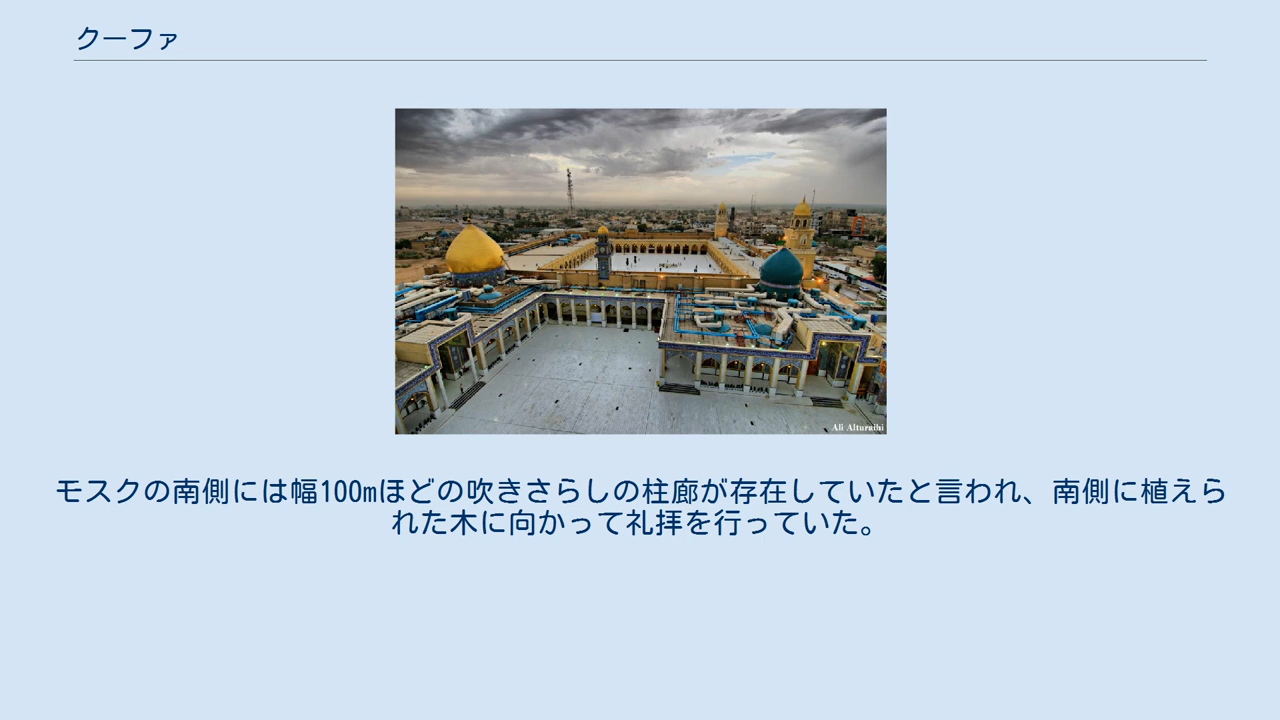 クーファ
Ali Alturaihi
モスクの南側には幅100mほどの吹きさらしの柱廊が存在していたと言われ、南側に植えら
れた木に向かって礼拝を行っていた。